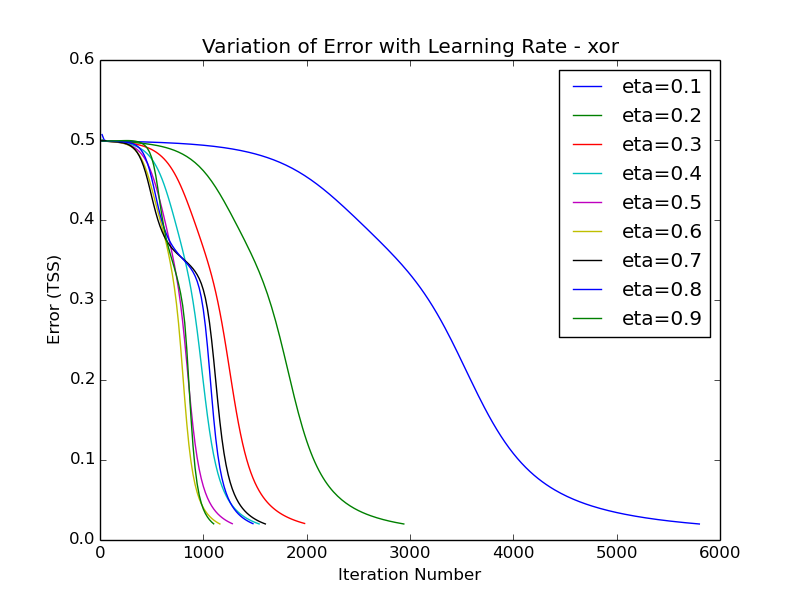 Variation of Error with Learning Rate - xor
0.6
0.5
0.4
0.3
0.2
0.1
0.0
Error (TSS)
eta=0.1
eta=0.2
eta=0.3
eta=0.4
eta=0.5
eta=0.6
eta=0.7
eta=0.8
eta=0.9
0 1000 2000 3000 4000 5000 6000
Iteration Number